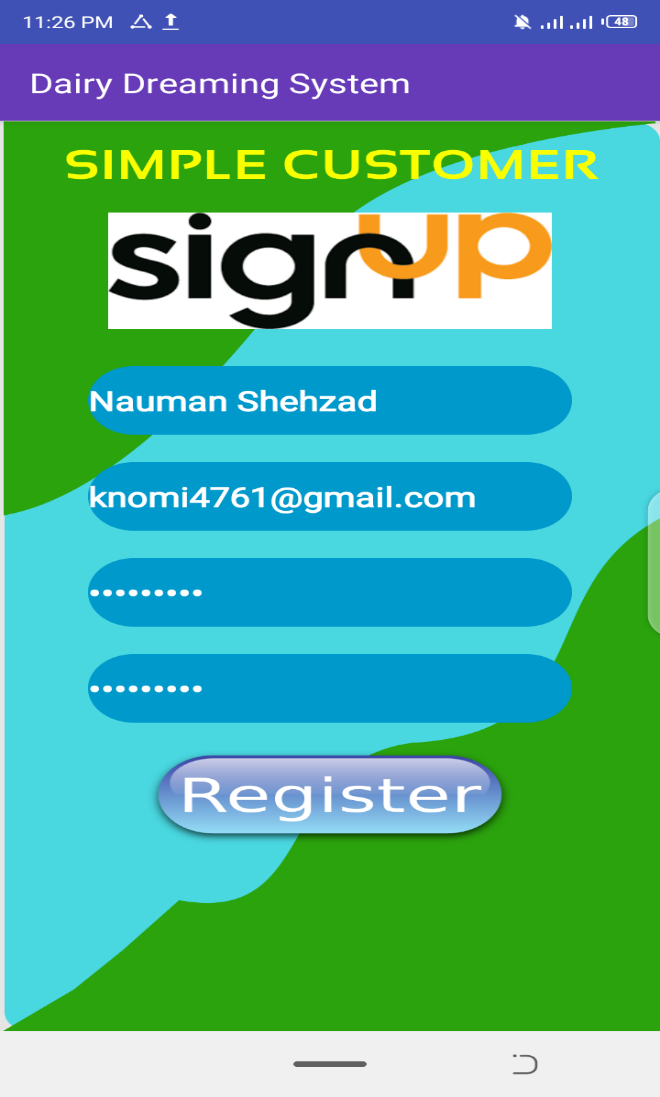 11:26 PM
48
Dairy Dreaming System
SIMPLE CUSTOMER
signup
Nauman Shehzad
knomi4761@gmail.com
•••••••••
•••••••••
Register